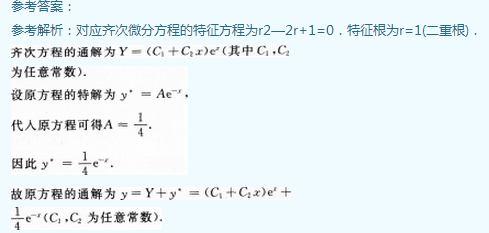 参考答案：
参考解析：对应齐次微分方程的特征方程为r2—2r+1=0．特征根为r=1(二重根)．
齐次方程的通解为 Y = (C₁ + C₂x)eˣ (其中 C₁,C₂
为任意常数).
设原方程的特解为 y* = Ae⁻ˣ,
代人原方程可得A = 1/4.
因此 y* = 1/4 e⁻ˣ.
故原方程的通解为 y = Y + y* = (C₁ + C₂x)eˣ +
1/4 e⁻ˣ (C₁,C₂ 为任意常数).